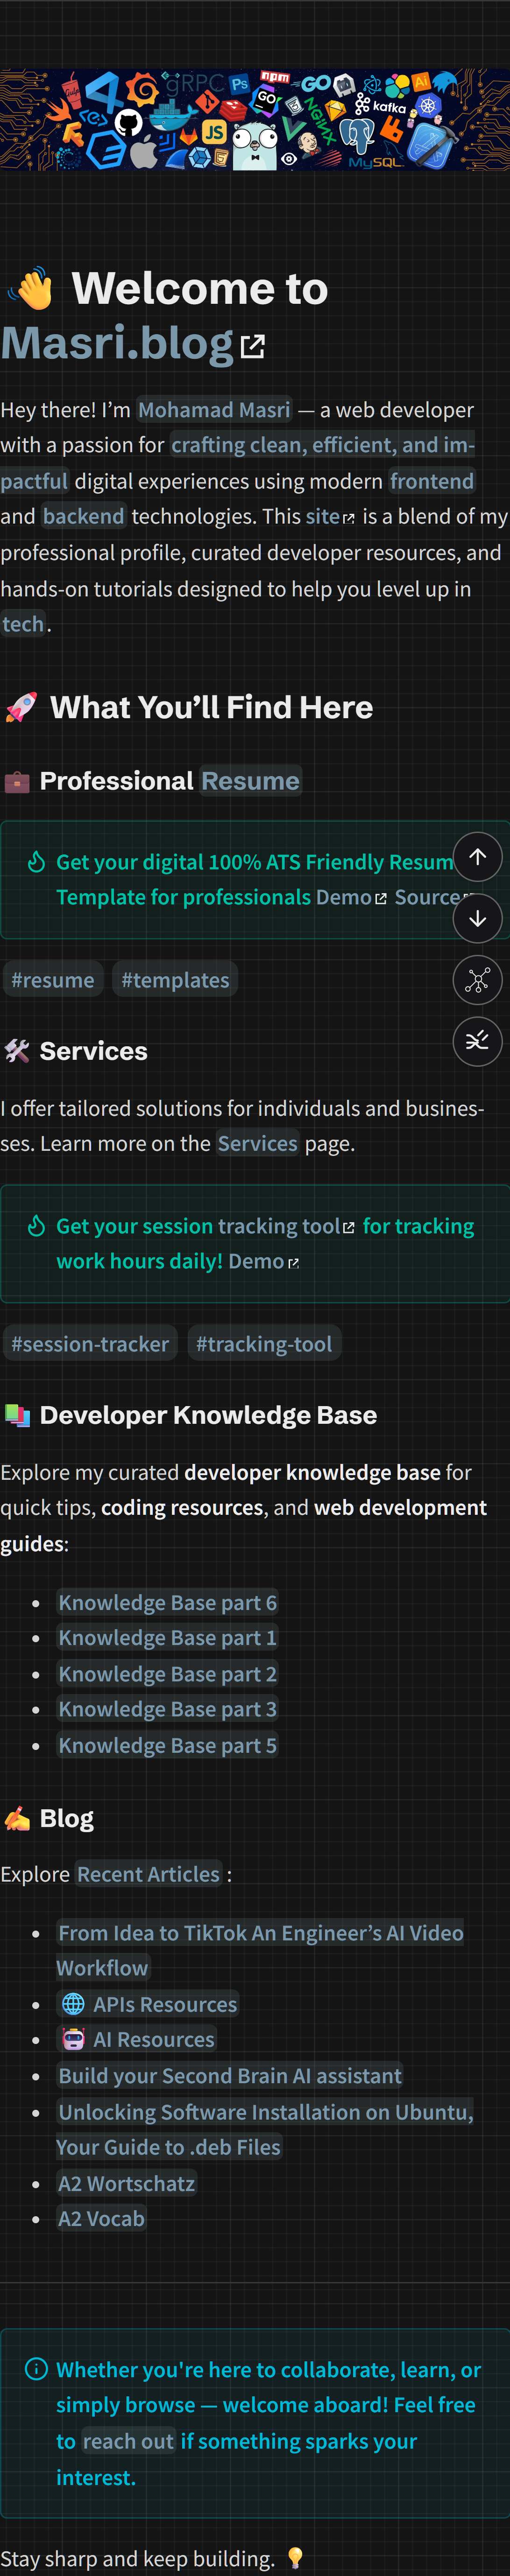 gRPC
Ps
npm
GO
Ai
Gulp
GO
kafka
JS
NGINX
MySQL
👋 Welcome to
Masri.blog
Hey there! I’m Mohamad Masri — a web developer
with a passion for crafting clean, efficient, and im-
pactful digital experiences using modern frontend
and backend technologies. This site is a blend of my
professional profile, curated developer resources, and
hands-on tutorials designed to help you level up in
tech.
🚀 What You’ll Find Here
💼 Professional Resume
Get your digital 100% ATS Friendly Resum
Template for professionals Demo Source
#resume #templates
🛠 Services
I offer tailored solutions for individuals and busines-
ses. Learn more on the Services page.
Get your session tracking tool for tracking
work hours daily! Demo
#session-tracker #tracking-tool
📚 Developer Knowledge Base
Explore my curated developer knowledge base for
quick tips, coding resources, and web development
guides:
• Knowledge Base part 6
• Knowledge Base part 1
• Knowledge Base part 2
• Knowledge Base part 3
• Knowledge Base part 5
✍️ Blog
Explore Recent Articles :
• From Idea to TikTok An Engineer’s AI Video
Workflow
• 🌐 APIs Resources
• 🤖 AI Resources
• Build your Second Brain AI assistant
• Unlocking Software Installation on Ubuntu,
Your Guide to .deb Files
• A2 Wortschatz
• A2 Vocab
Whether you're here to collaborate, learn, or
simply browse — welcome aboard! Feel free
to reach out if something sparks your
interest.
Stay sharp and keep building. 💡